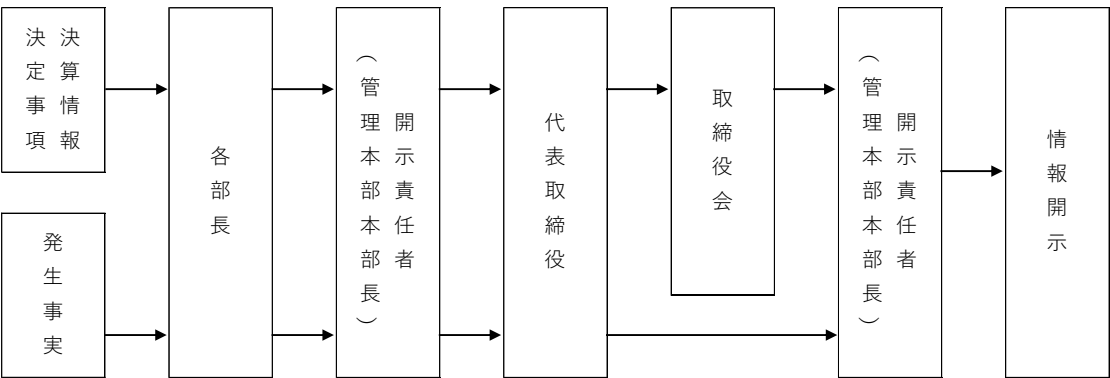 決算情報
決定事項
発生事実
各部長
開示責任者
（管理本部本部長）
代表取締役
取締役会
開示責任者
（管理本部本部長）
情報開示